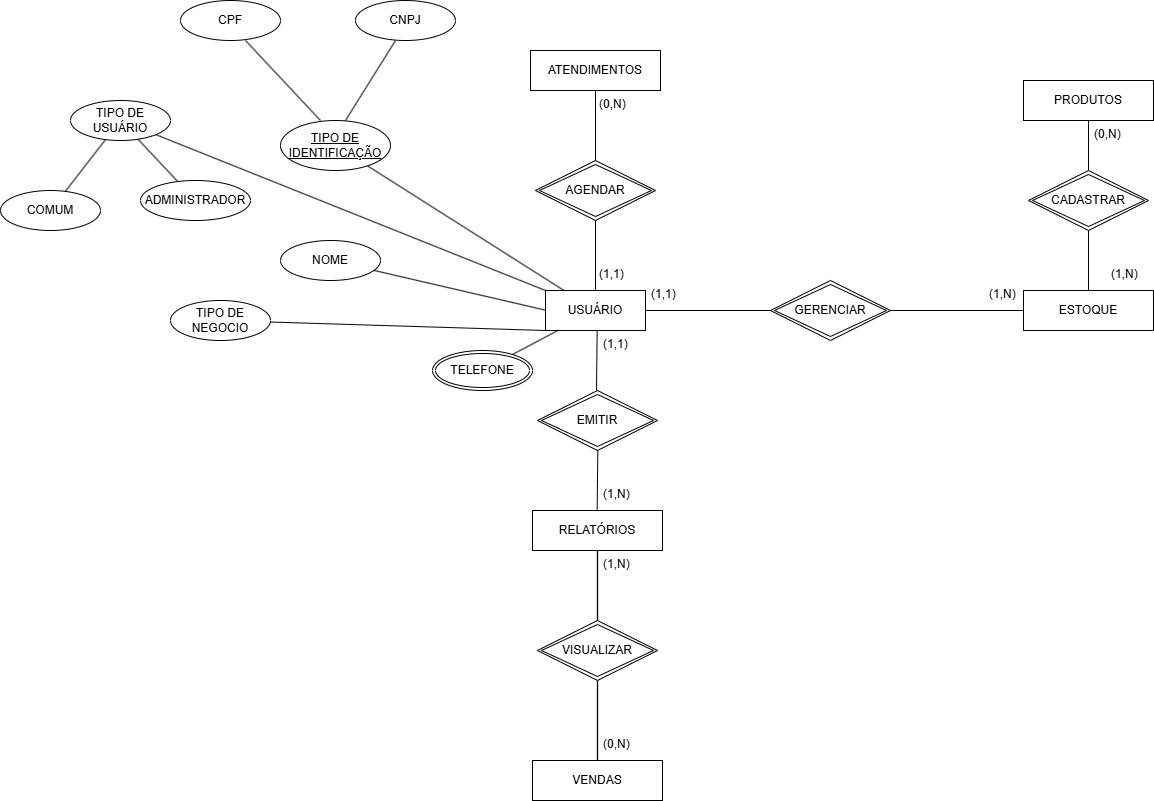 CPF
CNPJ
ATENDIMENTOS
(0,N)
PRODUTOS
(0,N)
TIPO DE
USUÁRIO
TIPO DE
IDENTIFICAÇÃO
COMUM
ADMINISTRADOR
AGENDAR
CADASTRAR
NOME
(1,1)
(1,N)
TIPO DE
NEGOCIO
USUÁRIO
(1,1)
GERENCIAR
(1,N)
ESTOQUE
(1,1)
TELEFONE
EMITIR
(1,N)
RELATÓRIOS
(1,N)
VISUALIZAR
(0,N)
VENDAS